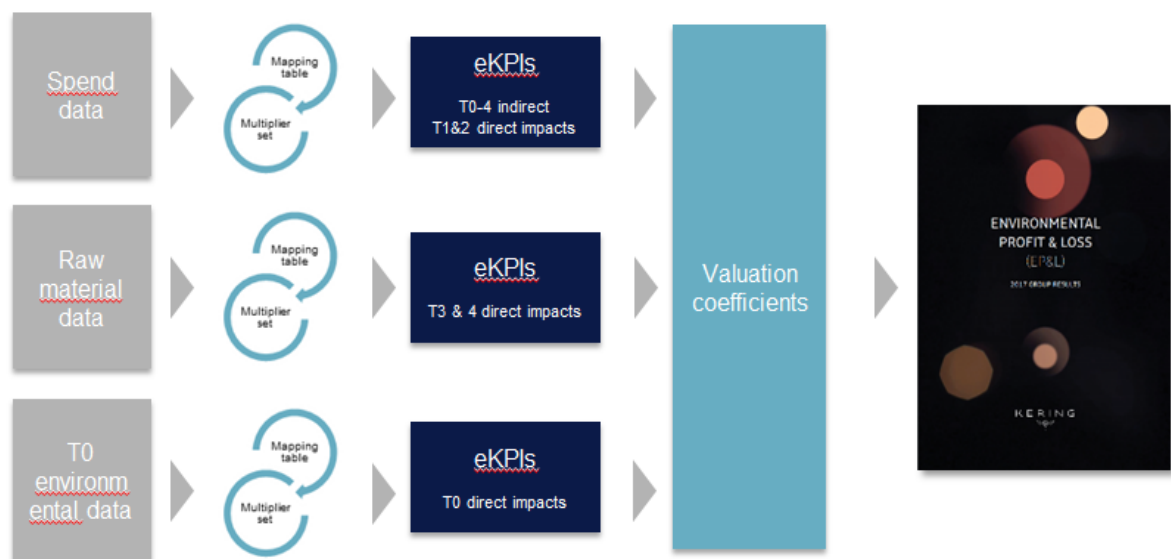 Spend
data
Mapping
table
Multiplier
set
eKPIs
T0-4 indirect
T1&2 direct impacts
Raw
material
data
Mapping
table
Multiplier
set
eKPIs
T3 & 4 direct impacts
T0
environm
ental data
Mapping
table
Multiplier
set
eKPIs
T0 direct impacts
Valuation
coefficients
ENVIRONMENTAL
PROFIT & LOSS
(EP&L)
2017 GROUP RESULTS
KERING